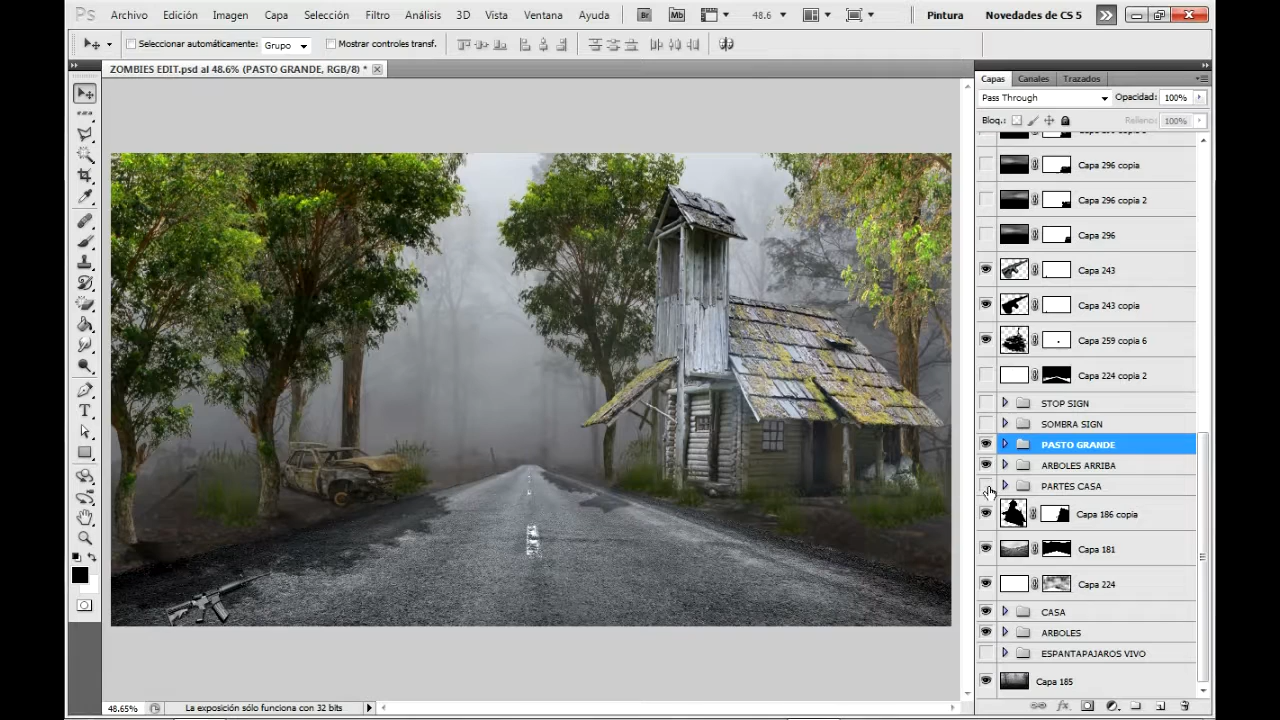 Ps Archivo Edición Imagen Capa Selección Filtro Análisis 3D Vista Ventana Ayuda Br Mb 48.6 Pintura Novedades de CS 5
Seleccionar automáticamente: Grupo Mostrar controles transf.
ZOMBIES EDIT.psd al 48.6% (PASTO GRANDE, RGB/8) *
Capas Canales Trazados
Pass Through Opacidad: 100%
Bloq.: Relleno: 100%
Capa 296 copia
Capa 296 copia 2
Capa 296
Capa 243
Capa 243 copia
Capa 259 copia 6
Capa 224 copia 2
STOP SIGN
SOMBRA SIGN
PASTO GRANDE
ARBOLES ARRIBA
PARTES CASA
Capa 186 copia
Capa 181
Capa 224
CASA
ARBOLES
ESPANTAPAJAROS VIVO
Capa 185
48.65% La exposición sólo funciona con 32 bits